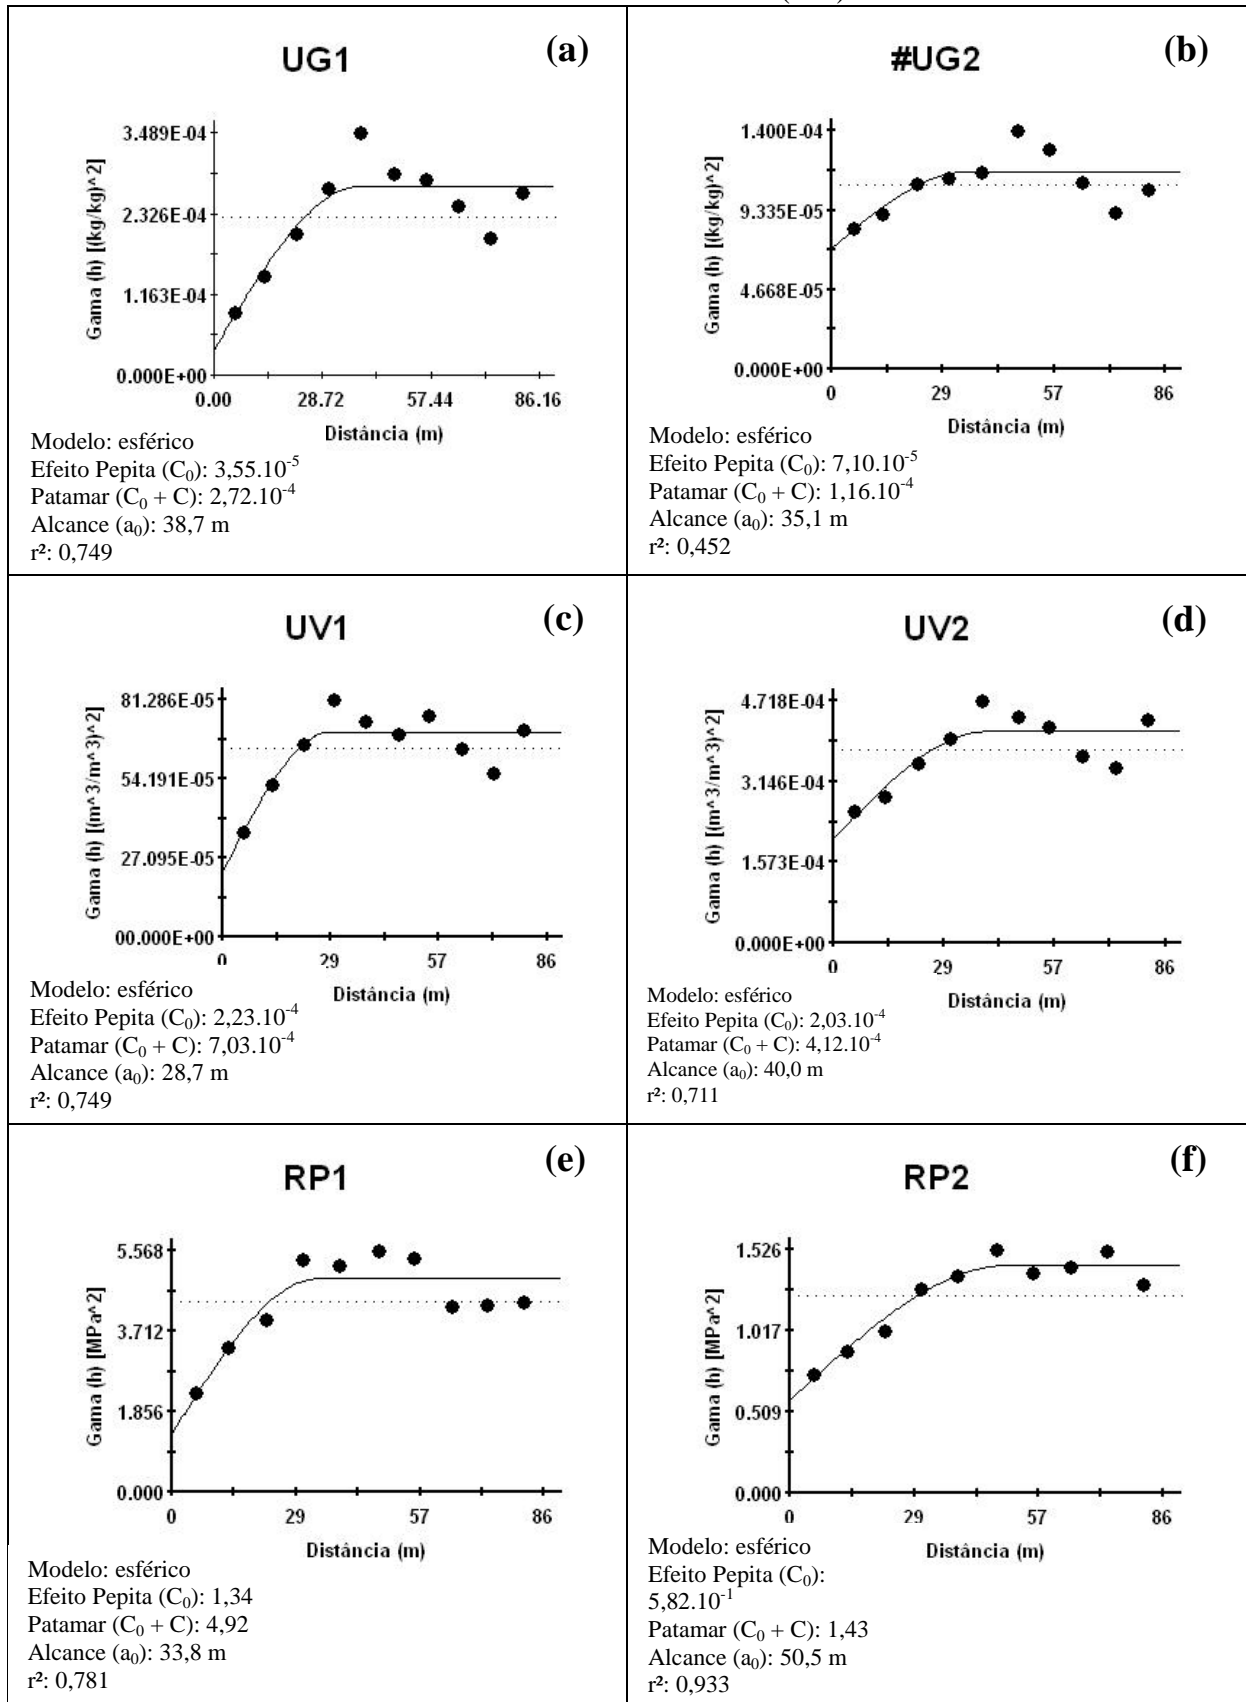 UG1
(a)
3.489E-04
2.326E-04
1.163E-04
0.000E+00
Gama (h) [(kg/kg)^2]
0.00 28.72 57.44 86.16
Distância (m)
Modelo: esférico
Efeito Pepita (C₀): 3,55.10⁻⁵
Patamar (C₀ + C): 2,72.10⁻⁴
Alcance (a₀): 38,7 m
r²: 0,749
#UG2
(b)
1.400E-04
9.335E-05
4.668E-05
0.000E+00
Gama (h) [(kg/kg)^2]
0 29 57 86
Distância (m)
Modelo: esférico
Efeito Pepita (C₀): 7,10.10⁻⁵
Patamar (C₀ + C): 1,16.10⁻⁴
Alcance (a₀): 35,1 m
r²: 0,452
UV1
(c)
81.286E-05
54.191E-05
27.095E-05
00.000E+00
Gama (h) [(m^3/m^3)^2]
0 29 57 86
Distância (m)
Modelo: esférico
Efeito Pepita (C₀): 2,23.10⁻⁴
Patamar (C₀ + C): 7,03.10⁻⁴
Alcance (a₀): 28,7 m
r²: 0,749
UV2
(d)
4.718E-04
3.146E-04
1.573E-04
0.000E+00
Gama (h) [(m^3/m^3)^2]
0 29 57 86
Distância (m)
Modelo: esférico
Efeito Pepita (C₀): 2,03.10⁻⁴
Patamar (C₀ + C): 4,12.10⁻⁴
Alcance (a₀): 40,0 m
r²: 0,711
RP1
(e)
5.568
3.712
1.856
0.000
Gama (h) [MPa^2]
0 29 57 86
Distância (m)
Modelo: esférico
Efeito Pepita (C₀): 1,34
Patamar (C₀ + C): 4,92
Alcance (a₀): 33,8 m
r²: 0,781
RP2
(f)
1.526
1.017
0.509
0.000
Gama (h) [MPa^2]
0 29 57 86
Distância (m)
Modelo: esférico
Efeito Pepita (C₀):
5,82.10⁻¹
Patamar (C₀ + C): 1,43
Alcance (a₀): 50,5 m
r²: 0,933